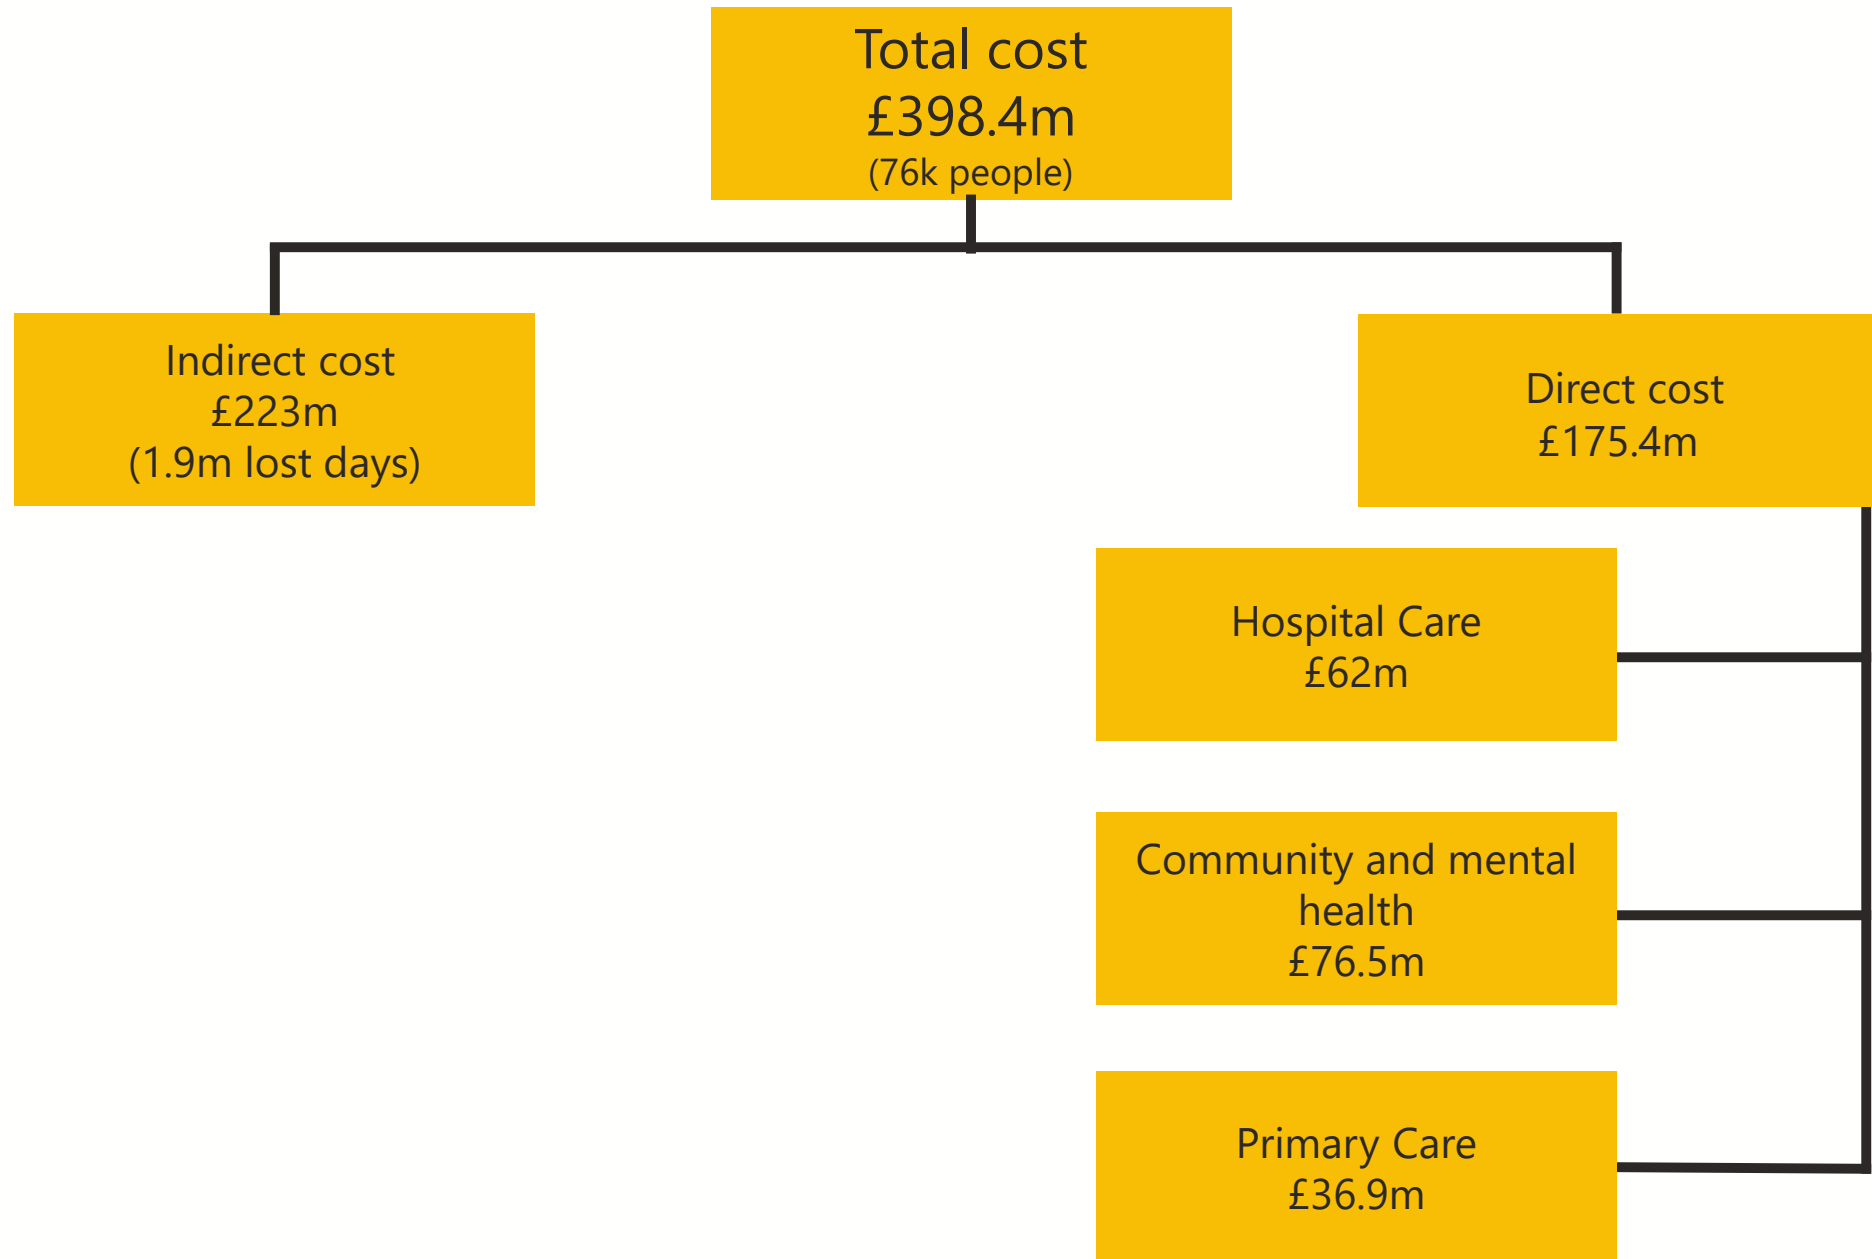 Total cost
£398.4m
(76k people)
Indirect cost
£223m
(1.9m lost days)
Direct cost
£175.4m
Hospital Care
£62m
Community and mental
health
£76.5m
Primary Care
£36.9m